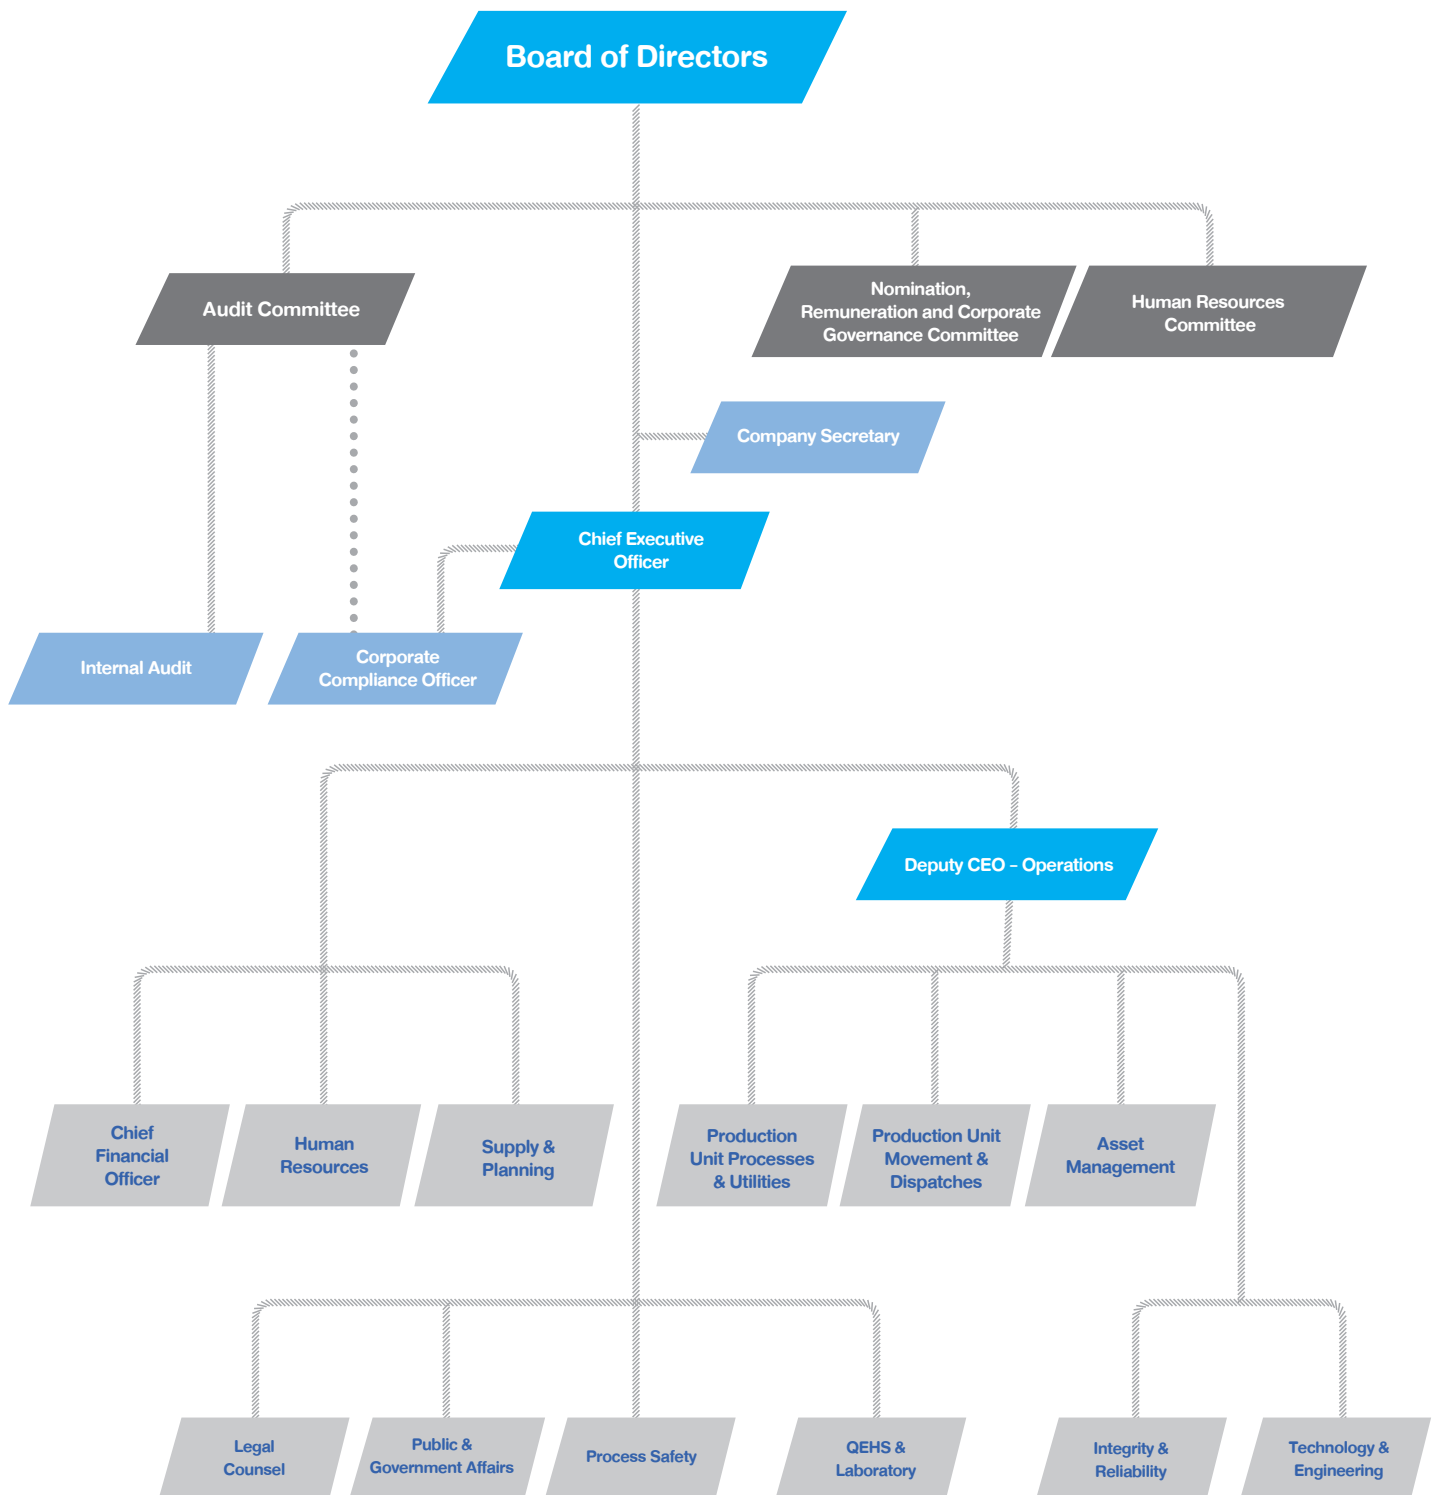 Board of Directors
Audit Committee
Nomination,
Remuneration and Corporate
Governance Committee
Human Resources
Committee
Company Secretary
Chief Executive
Officer
Internal Audit
Corporate
Compliance Officer
Deputy CEO – Operations
Chief
Financial
Officer
Human
Resources
Supply &
Planning
Production
Unit Processes
& Utilities
Production Unit
Movement &
Dispatches
Asset
Management
Legal
Counsel
Public &
Government Affairs
Process Safety
QEHS &
Laboratory
Integrity &
Reliability
Technology &
Engineering